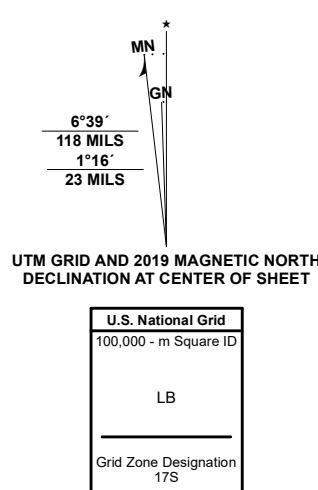 MN
GN
6°39´
118 MILS
1°16´
23 MILS
UTM GRID AND 2019 MAGNETIC NORTH
DECLINATION AT CENTER OF SHEET
U.S. National Grid
100,000 - m Square ID
LB
Grid Zone Designation
17S